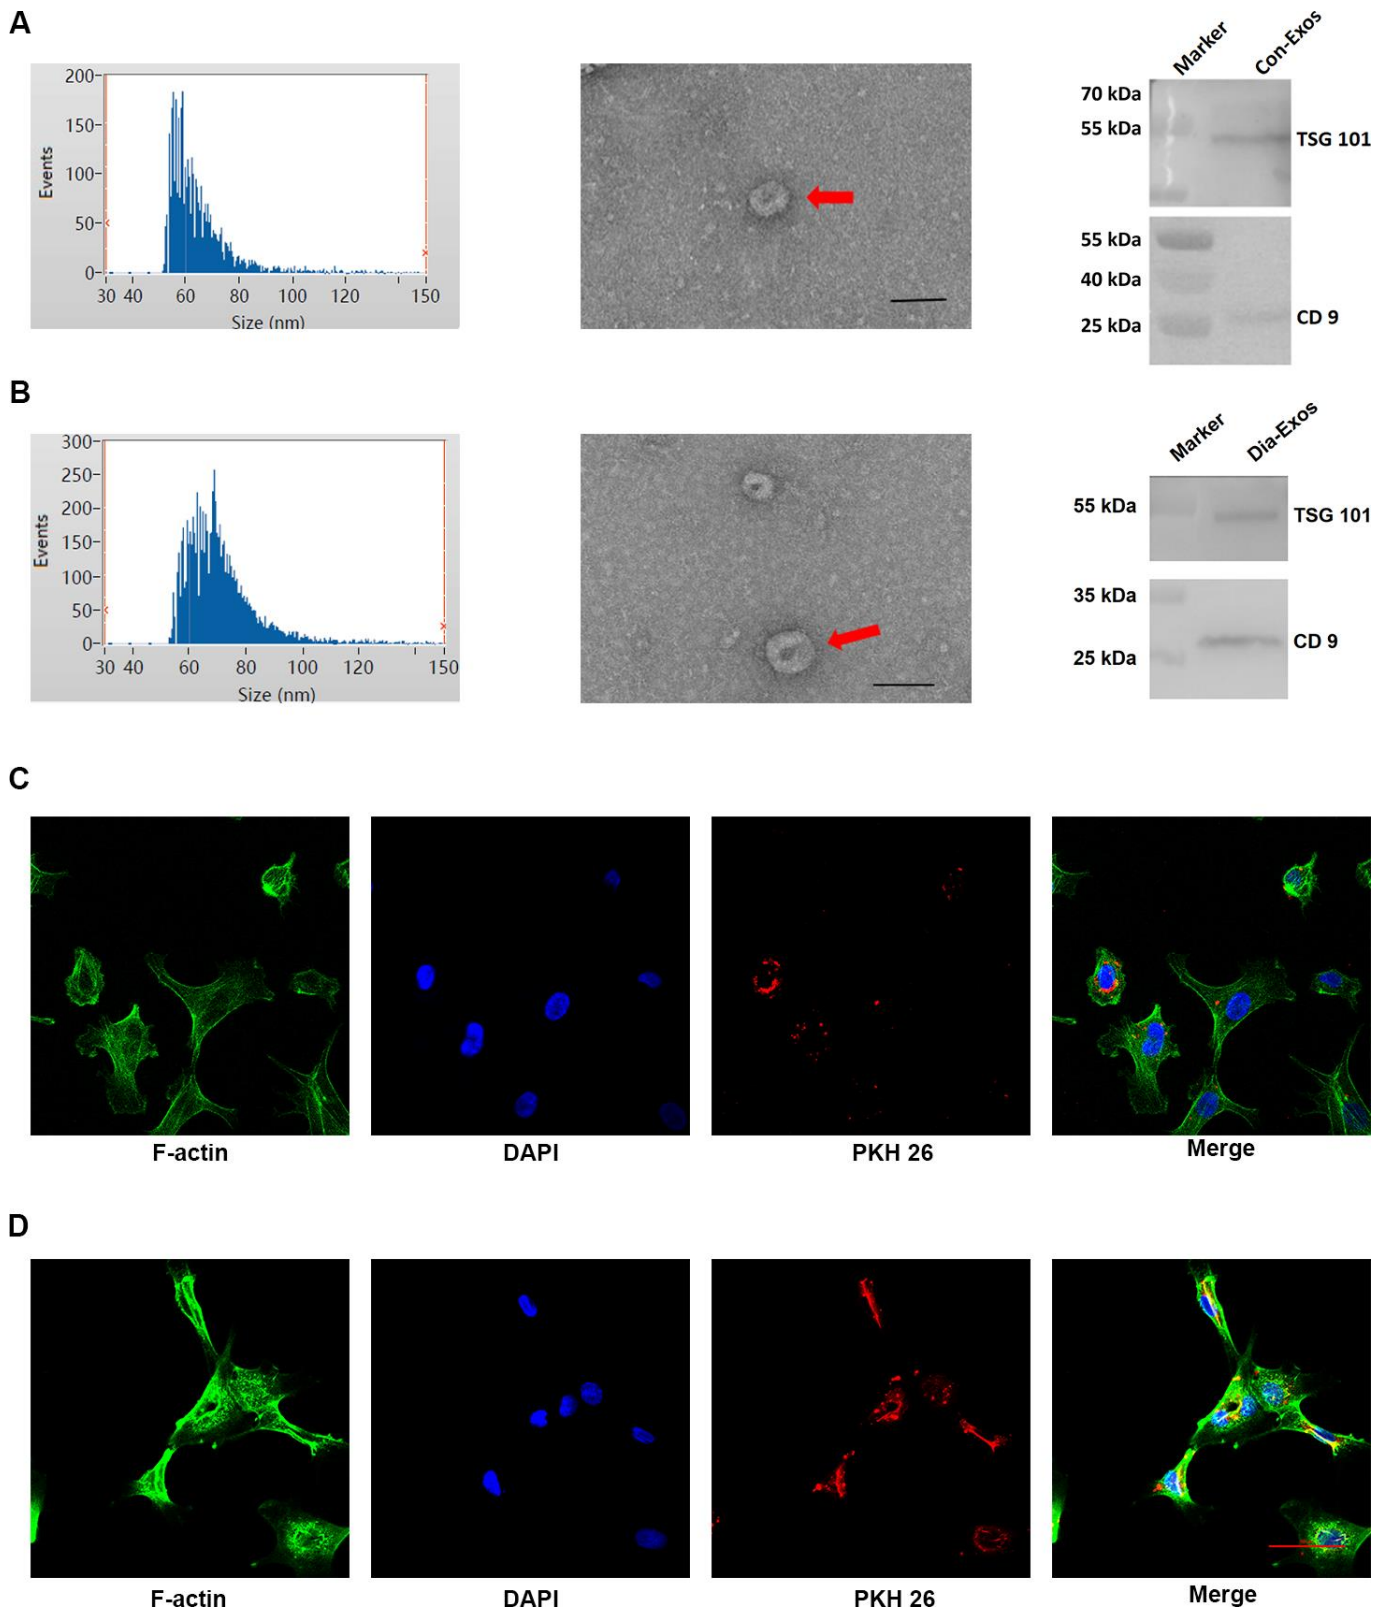 A
200
150
100
50
0
Events
30 40 60 80 100 120 150
Size (nm)
Marker Con-Exos
70 kDa
55 kDa
TSG 101
55 kDa
40 kDa
25 kDa
CD 9
B
300
250
200
150
100
50
0
Events
30 40 60 80 100 120 150
Size (nm)
Marker Dia-Exos
55 kDa
TSG 101
35 kDa
25 kDa
CD 9
C
F-actin DAPI PKH 26 Merge
D
F-actin DAPI PKH 26 Merge